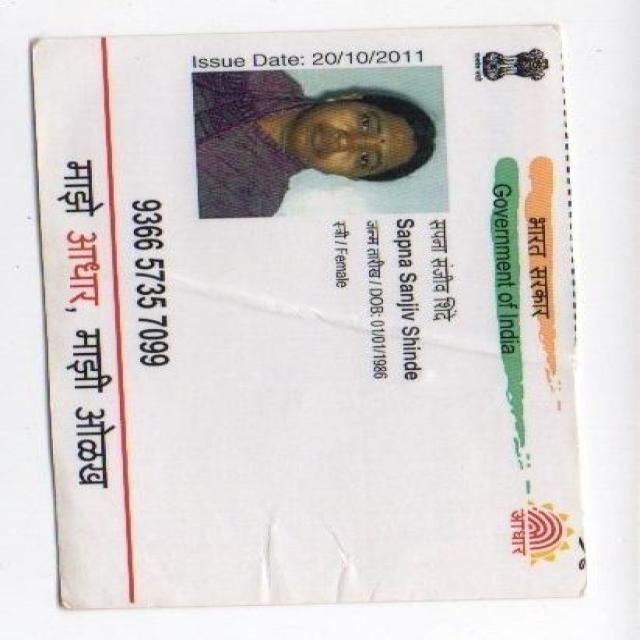 भारत सरकार
Government of India
आधार
Issue Date: 20/10/2011
सपना संजीव शिंदे
Sapna Sanjiv Shinde
जन्म तारीख / DOB: 01/01/1986
स्त्री / Female
9366 5735 7099
माझे आधार, माझी ओळख